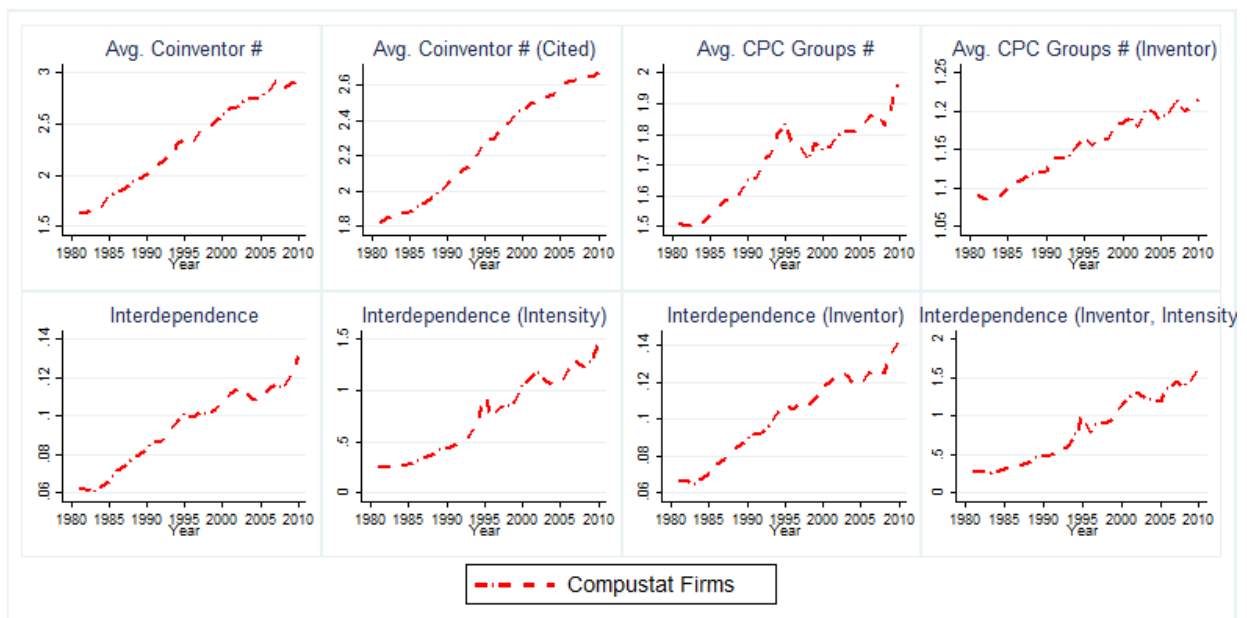 Avg. Coinventor #
3
2.5
2
1.5
1980 1985 1990 1995 2000 2005 2010
Year
Avg. Coinventor # (Cited)
2.6
2.4
2.2
2
1.8
1980 1985 1990 1995 2000 2005 2010
Year
Avg. CPC Groups #
2
1.9
1.8
1.7
1.6
1.5
1980 1985 1990 1995 2000 2005 2010
Year
Avg. CPC Groups # (Inventor)
1.25
1.2
1.15
1.1
1.05
1980 1985 1990 1995 2000 2005 2010
Year
Interdependence
.14
.12
.1
.08
.06
1980 1985 1990 1995 2000 2005 2010
Year
Interdependence (Intensity)
1.5
1
.5
0
1980 1985 1990 1995 2000 2005 2010
Year
Interdependence (Inventor)
.14
.12
.1
.08
.06
1980 1985 1990 1995 2000 2005 2010
Year
Interdependence (Inventor, Intensity
2
1.5
1
.5
0
1980 1985 1990 1995 2000 2005 2010
Year
Compustat Firms